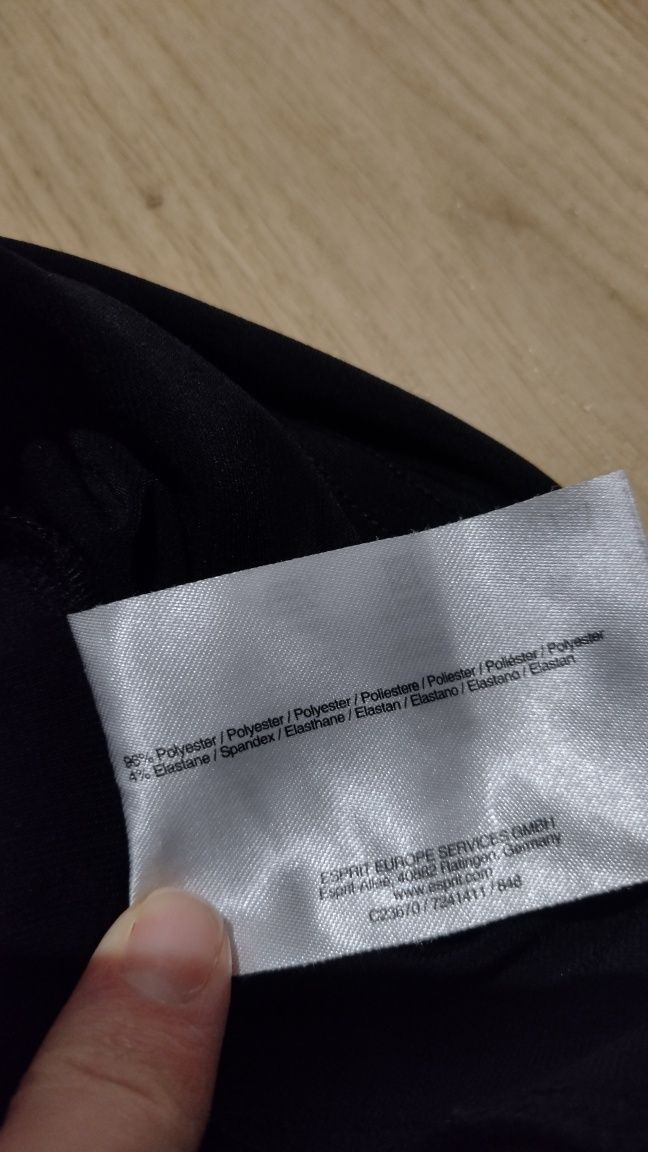 96% Polyester / Polyester / Polyester / Poliestere / Poliester / Poliéster / Polyester
4% Elastane / Spandex / Elasthane / Elastan / Elastano / Elastano / Elastan
ESPRIT EUROPE SERVICES GMBH
Esprit-Allee, 40882 Ratingen, Germany
www.esprit.com
C23670 / 7241411 / 848